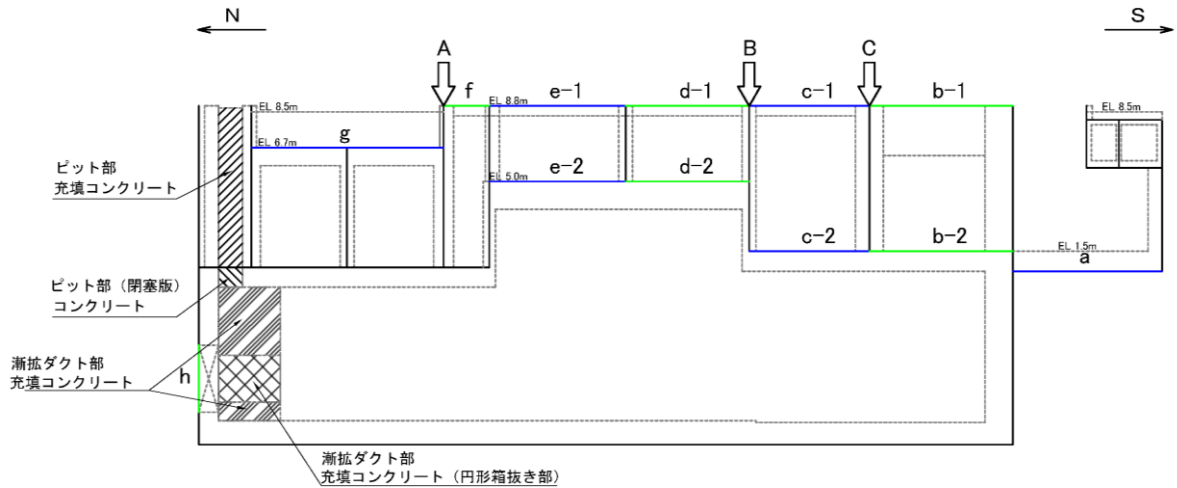 N
S
A
B
C
f
e-1
d-1
c-1
b-1
EL 8.5m
EL 8.8m
EL 8.5m
g
EL 6.7m
ピット部
充填コンクリート
e-2
d-2
EL 5.0m
c-2
b-2
EL 1.5m
a
ピット部（閉塞版）
コンクリート
漸拡ダクト部
充填コンクリート
h
漸拡ダクト部
充填コンクリート（円形箱抜き部）